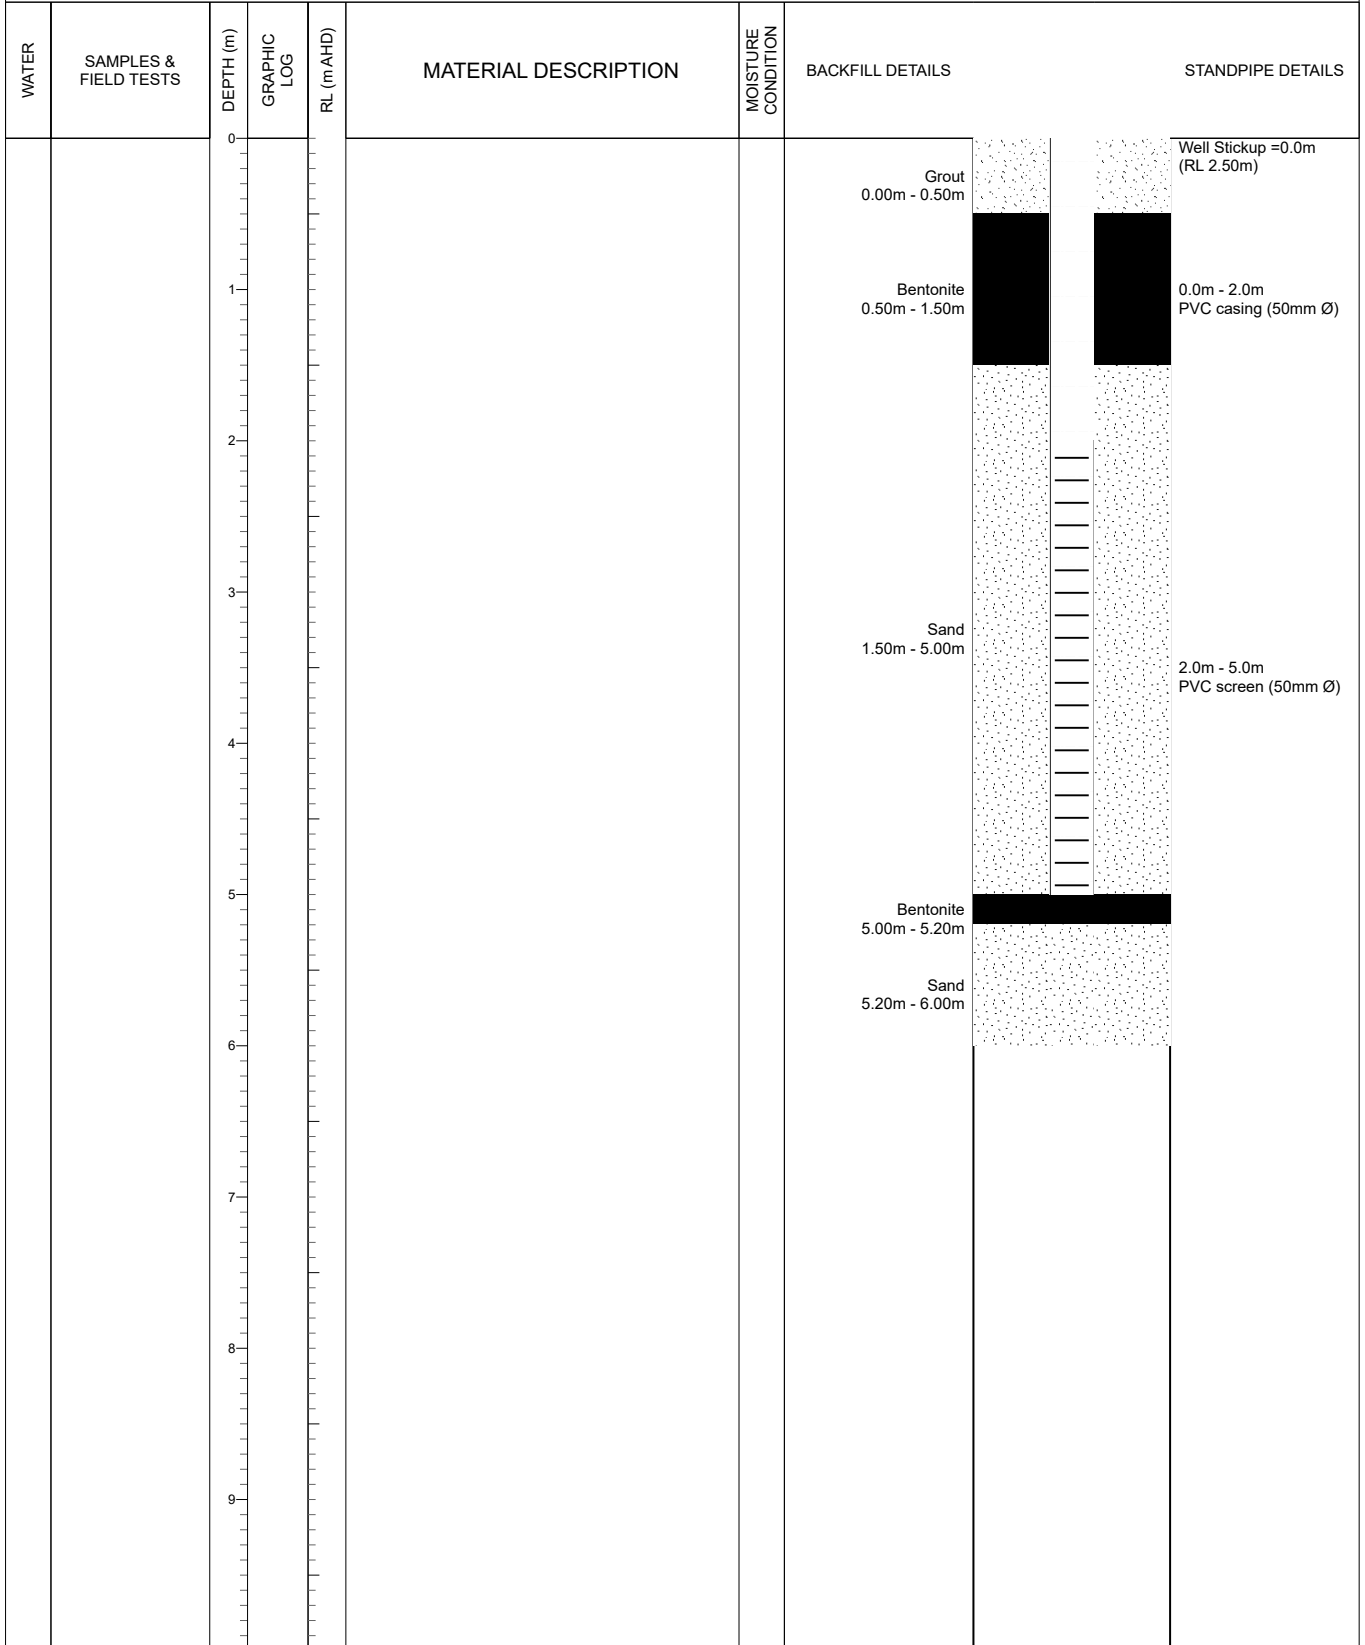 WATER
SAMPLES &
FIELD TESTS
DEPTH (m)
GRAPHIC
LOG
RL (m AHD)
MATERIAL DESCRIPTION
MOISTURE
CONDITION
BACKFILL DETAILS
STANDPIPE DETAILS
0
Well Stickup =0.0m
(RL 2.50m)
Grout
0.00m - 0.50m
1
Bentonite
0.50m - 1.50m
0.0m - 2.0m
PVC casing (50mm Ø)
2
3
Sand
1.50m - 5.00m
2.0m - 5.0m
PVC screen (50mm Ø)
4
5
Bentonite
5.00m - 5.20m
Sand
5.20m - 6.00m
6
7
8
9